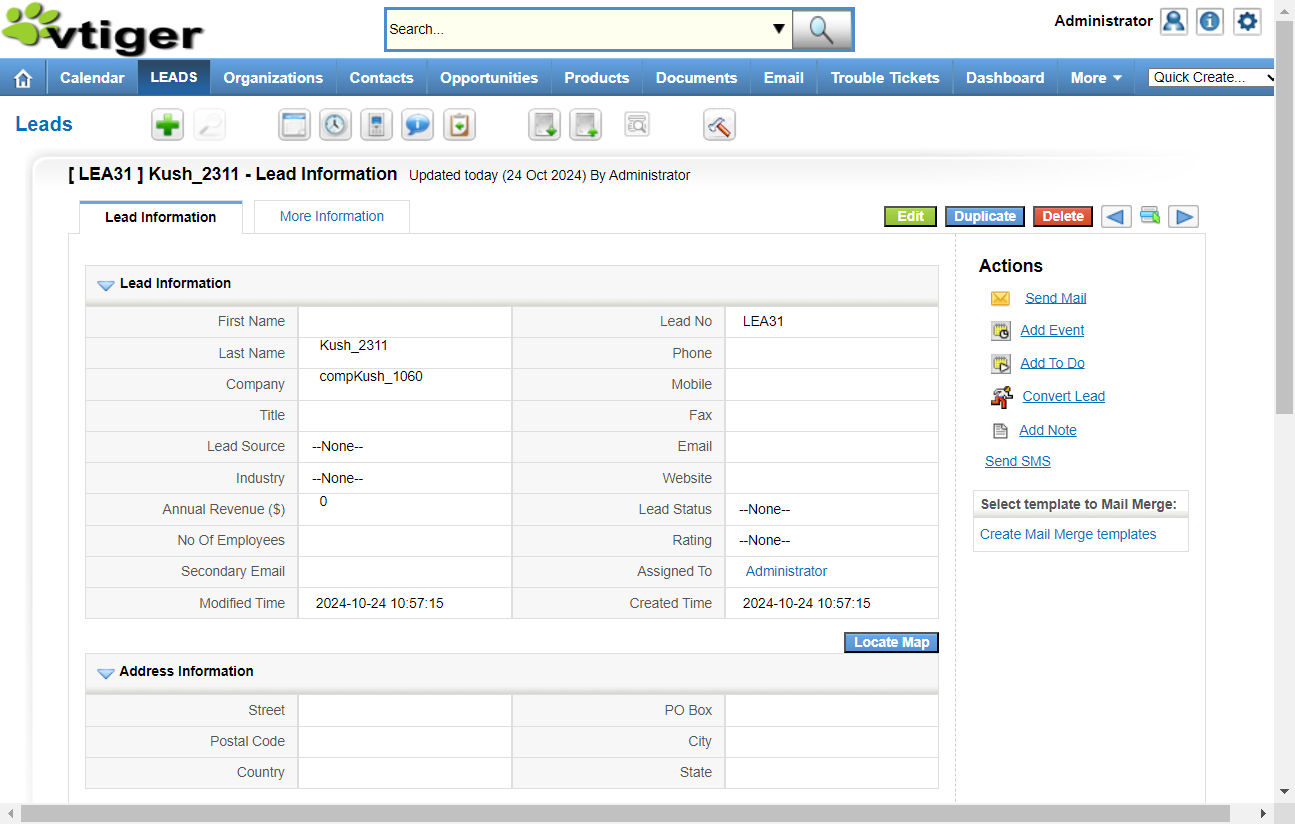 vtiger
Search...
Administrator
Calendar LEADS Organizations Contacts Opportunities Products Documents Email Trouble Tickets Dashboard More Quick Create...
Leads
[ LEA31 ] Kush_2311 - Lead Information Updated today (24 Oct 2024) By Administrator
Lead Information More Information Edit Duplicate Delete
Lead Information
First Name Lead No LEA31
Last Name Kush_2311 Phone
Company compKush_1060 Mobile
Title Fax
Lead Source --None-- Email
Industry --None-- Website
Annual Revenue ($) 0 Lead Status --None--
No Of Employees Rating --None--
Secondary Email Assigned To Administrator
Modified Time 2024-10-24 10:57:15 Created Time 2024-10-24 10:57:15
Locate Map
Address Information
Street PO Box
Postal Code City
Country State
Actions
Send Mail
Add Event
Add To Do
Convert Lead
Add Note
Send SMS
Select template to Mail Merge:
Create Mail Merge templates